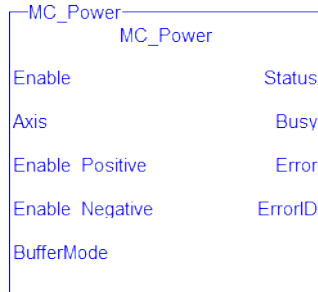 MC_Power
MC_Power
Enable Status
Axis Busy
Enable Positive Error
Enable Negative ErrorID
BufferMode